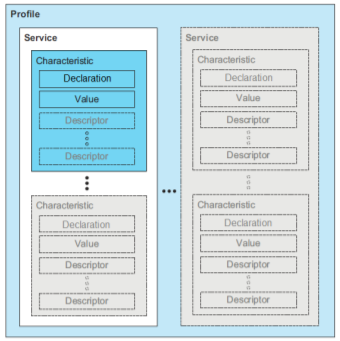 Profile
Service
Characteristic
Declaration
Value
Descriptor
Descriptor
Characteristic
Declaration
Value
Descriptor
Descriptor
Service
Characteristic
Declaration
Value
Descriptor
Descriptor
Characteristic
Declaration
Value
Descriptor
Descriptor